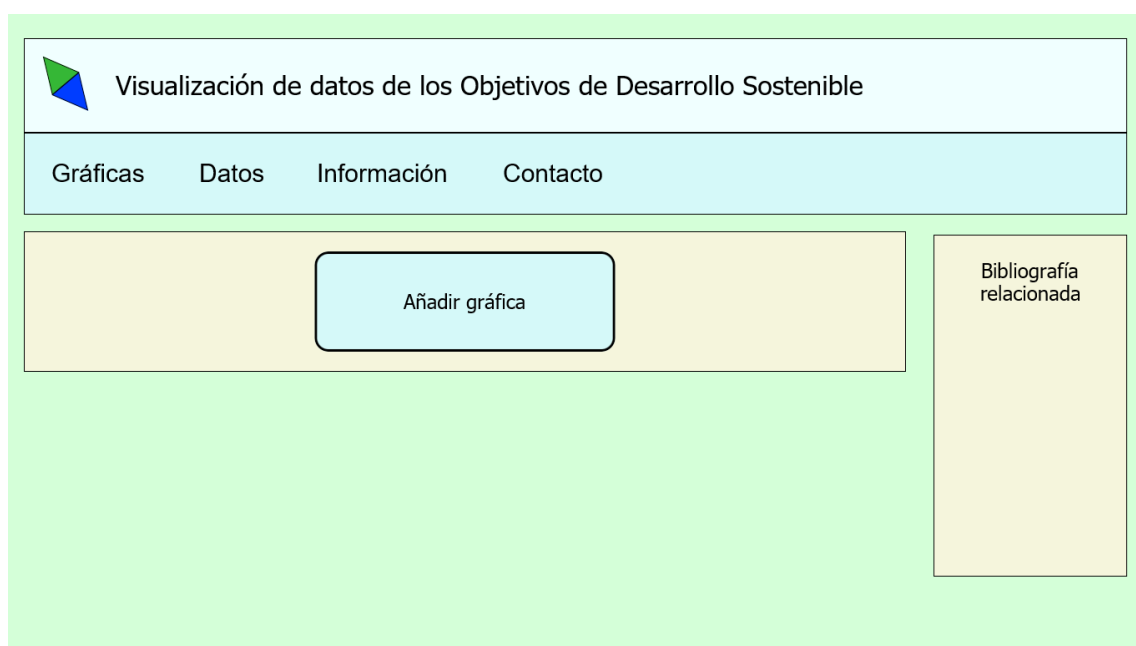 Visualización de datos de los Objetivos de Desarrollo Sostenible
Gráficas Datos Información Contacto
Añadir gráfica
Bibliografía
relacionada